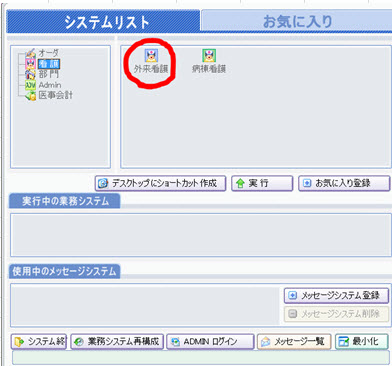 システムリスト お気に入り
オーダ
看護
部門
Admin
医事会計
外来看護 病棟看護
デスクトップにショートカット作成 実行 お気に入り登録
実行中の業務システム
使用中のメッセージシステム
メッセージシステム登録
メッセージシステム削除
システム終 業務システム再構成 ADMIN ログイン メッセージ一覧 最小化